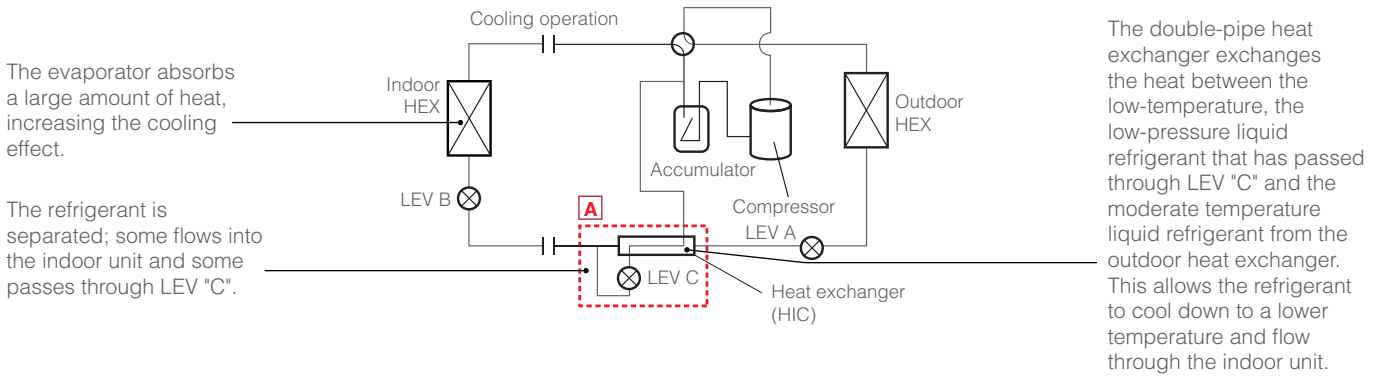 Cooling operation
The evaporator absorbs
a large amount of heat,
increasing the cooling
effect.
The refrigerant is
separated; some flows into
the indoor unit and some
passes through LEV "C".
Indoor
HEX
LEV B
Accumulator
Compressor
Outdoor
HEX
LEV A
A
LEV C
Heat exchanger
(HIC)
The double-pipe heat
exchanger exchanges
the heat between the
low-temperature, the
low-pressure liquid
refrigerant that has passed
through LEV "C" and the
moderate temperature
liquid refrigerant from the
outdoor heat exchanger.
This allows the refrigerant
to cool down to a lower
temperature and flow
through the indoor unit.